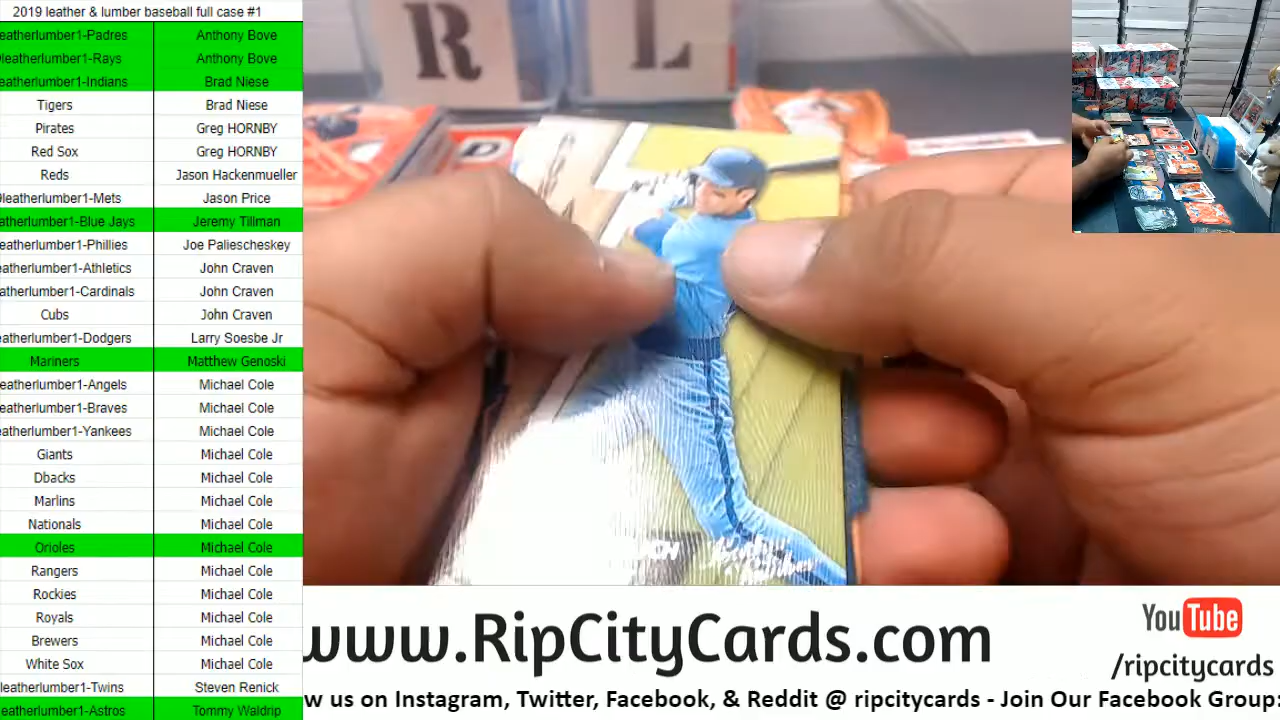 2019 leather & lumber baseball full case #1
eatherlumber1-Padres Anthony Bove
leatherlumber1-Rays Anthony Bove
eatherlumber1-Indians Brad Niese
Tigers Brad Niese
Pirates Greg HORNBY
Red Sox Greg HORNBY
Reds Jason Hackenmueller
9leatherlumber1-Mets Jason Price
atherlumber1-Blue Jays Jeremy Tillman
eatherlumber1-Phillies Joe Paliescheskey
eatherlumber1-Athletics John Craven
atherlumber1-Cardinals John Craven
Cubs John Craven
eatherlumber1-Dodgers Larry Soesbe Jr
Mariners Matthew Genoski
eatherlumber1-Angels Michael Cole
eatherlumber1-Braves Michael Cole
eatherlumber1-Yankees Michael Cole
Giants Michael Cole
Dbacks Michael Cole
Marlins Michael Cole
Nationals Michael Cole
Orioles Michael Cole
Rangers Michael Cole
Rockies Michael Cole
Royals Michael Cole
Brewers Michael Cole
White Sox Michael Cole
leatherlumber1-Twins Steven Renick
leatherlumber1-Astros Tommy Waldrip
R L
www.RipCityCards.com
YouTube
/ripcitycards
w us on Instagram, Twitter, Facebook, & Reddit @ ripcitycards - Join Our Facebook Group: